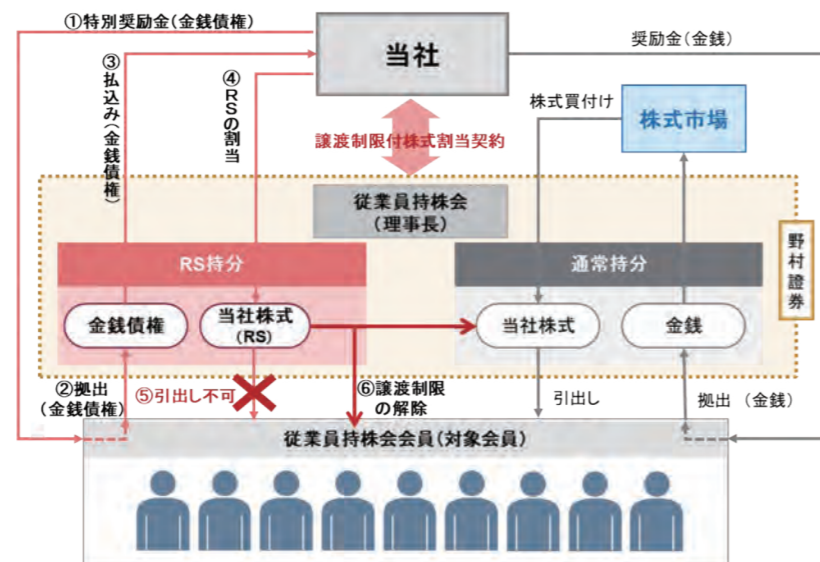 ①特別奨励金(金銭債権)
当社
奨励金(金銭)
③払込み(金銭債権)
④RSの割当
株式買付け
株式市場
譲渡制限付株式割当契約
従業員持株会
(理事長)
野村證券
RS持分
通常持分
金銭債権
当社株式
(RS)
当社株式
金銭
②拠出
(金銭債権)
⑤引出し不可
⑥譲渡制限
の解除
引出し
拠出 (金銭)
従業員持株会会員(対象会員)